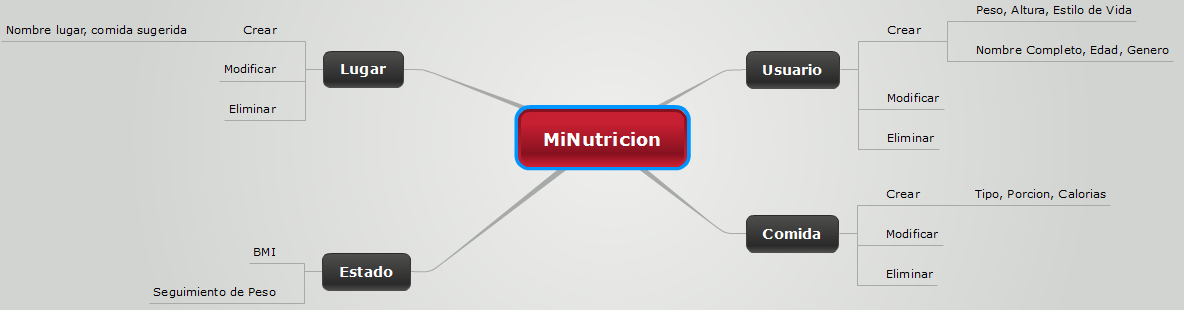 MiNutricion
Lugar
Crear
Nombre lugar, comida sugerida
Modificar
Eliminar
Estado
BMI
Seguimiento de Peso
Usuario
Crear
Peso, Altura, Estilo de Vida
Nombre Completo, Edad, Genero
Modificar
Eliminar
Comida
Crear
Tipo, Porcion, Calorias
Modificar
Eliminar